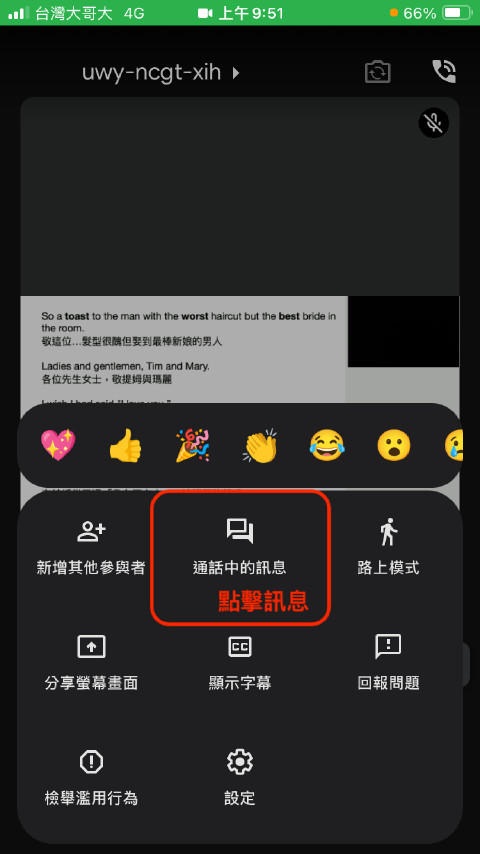 台灣大哥大 4G 上午9:51 66%
uwy-ncgt-xih
So a toast to the man with the worst haircut but the best bride in
the room.
敬這位...髮型很醜但娶到最棒新娘的男人
Ladies and gentlemen, Tim and Mary.
各位先生女士，敬提姆與瑪麗
I wish I had said "I love you."
新增其他參與者 通話中的訊息 路上模式
點擊訊息
分享螢幕畫面 顯示字幕 回報問題
檢舉濫用行為 設定